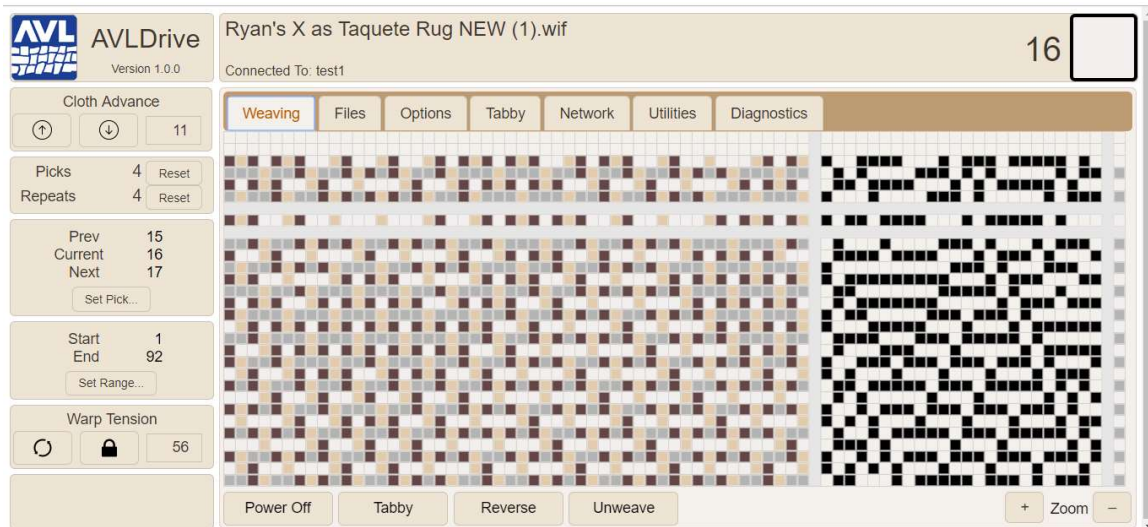 AVL
AVLDrive
Version 1.0.0
Ryan's X as Taquete Rug NEW (1).wif
Connected To: test1
16
Cloth Advance
11
Picks 4 Reset
Repeats 4 Reset
Prev 15
Current 16
Next 17
Set Pick...
Start 1
End 92
Set Range...
Warp Tension
56
Weaving Files Options Tabby Network Utilities Diagnostics
Power Off Tabby Reverse Unweave + Zoom −